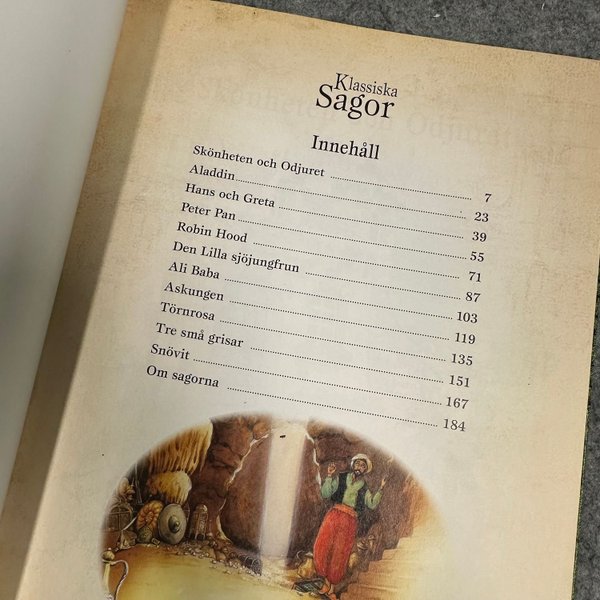 Klassiska
Sagor
Innehåll
Skönheten och Odjuret 7
Aladdin 23
Hans och Greta 39
Peter Pan 55
Robin Hood 71
Den Lilla sjöjungfrun 87
Ali Baba 103
Askungen 119
Törnrosa 135
Tre små grisar 151
Snövit 167
Om sagorna 184